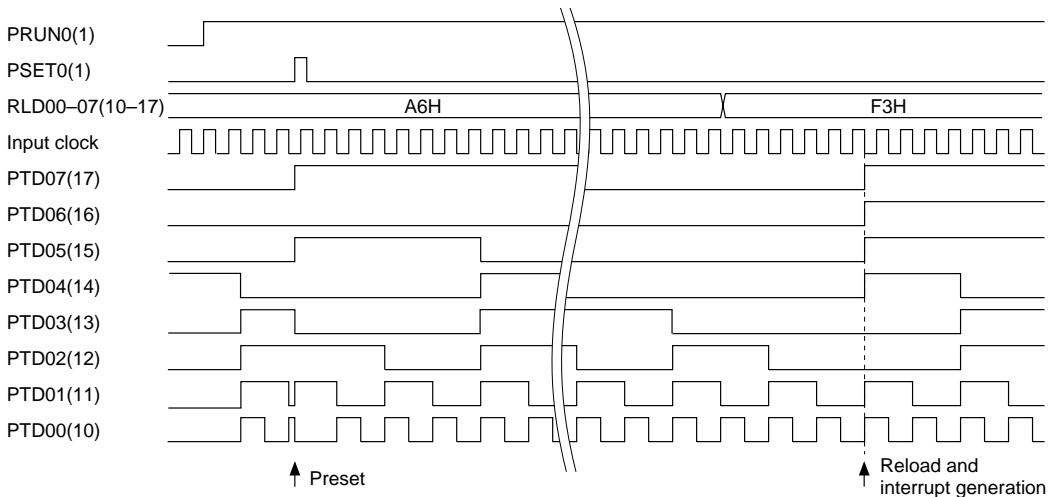 PRUN0(1)
PSET0(1)
RLD00–07(10–17)
A6H
F3H
Input clock
PTD07(17)
PTD06(16)
PTD05(15)
PTD04(14)
PTD03(13)
PTD02(12)
PTD01(11)
PTD00(10)
Preset
Reload and
interrupt generation